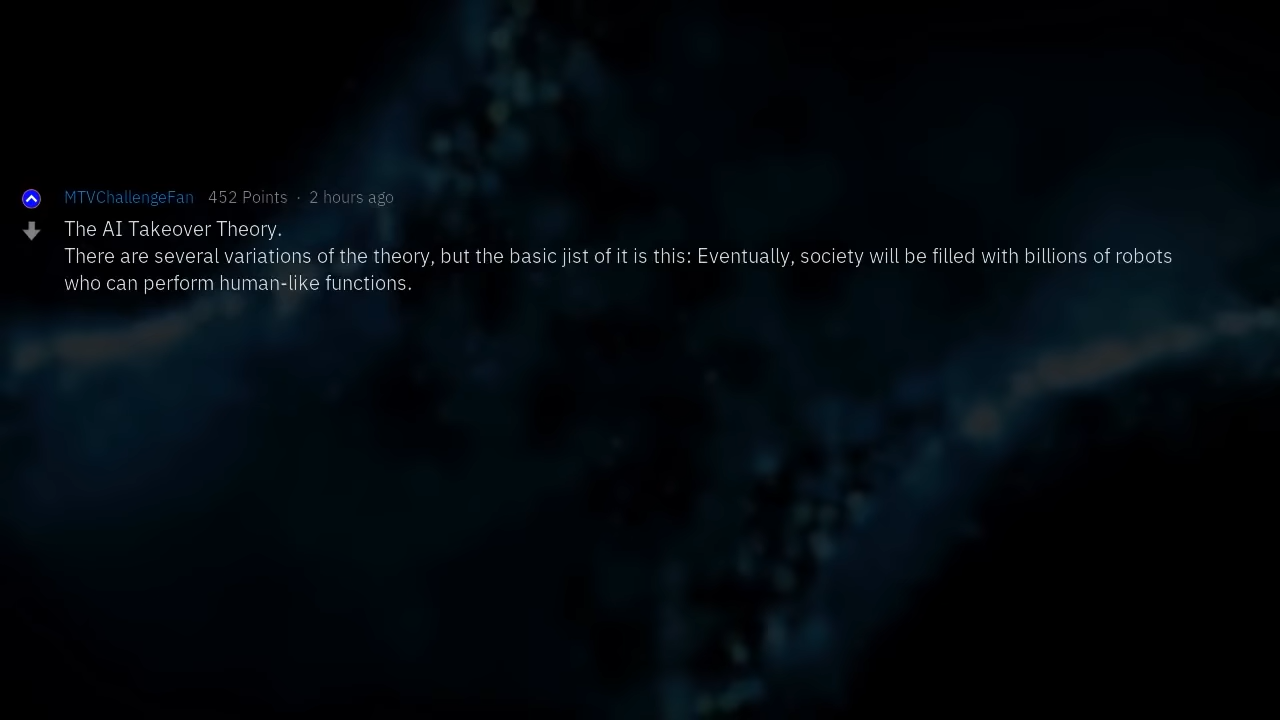 MTVChallengeFan 452 Points · 2 hours ago
The AI Takeover Theory.
There are several variations of the theory, but the basic jist of it is this: Eventually, society will be filled with billions of robots
who can perform human-like functions.